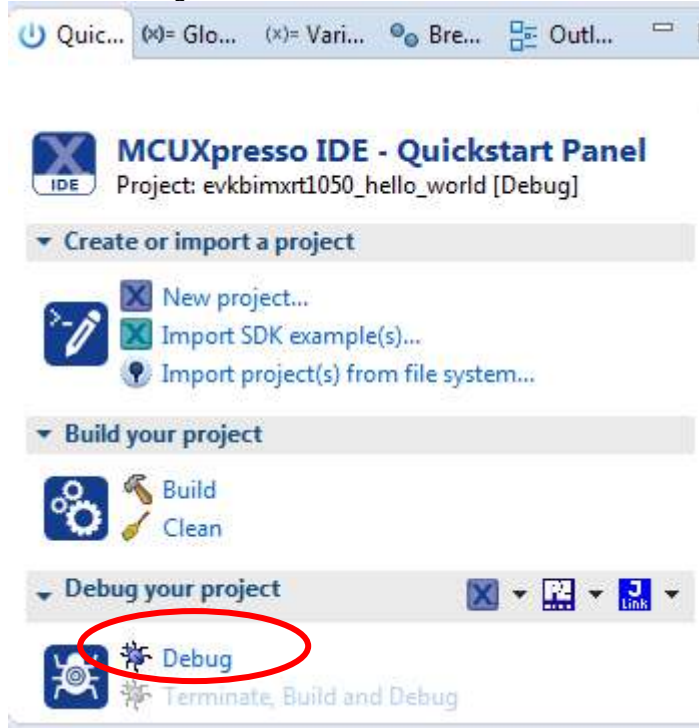 Quic... (x)= Glo... (x)= Vari... Bre... Outl...
MCUXpresso IDE - Quickstart Panel
IDE
Project: evkbimxrt1050_hello_world [Debug]
Create or import a project
New project...
Import SDK example(s)...
Import project(s) from file system...
Build your project
Build
Clean
Debug your project
J Link
Debug
Terminate, Build and Debug